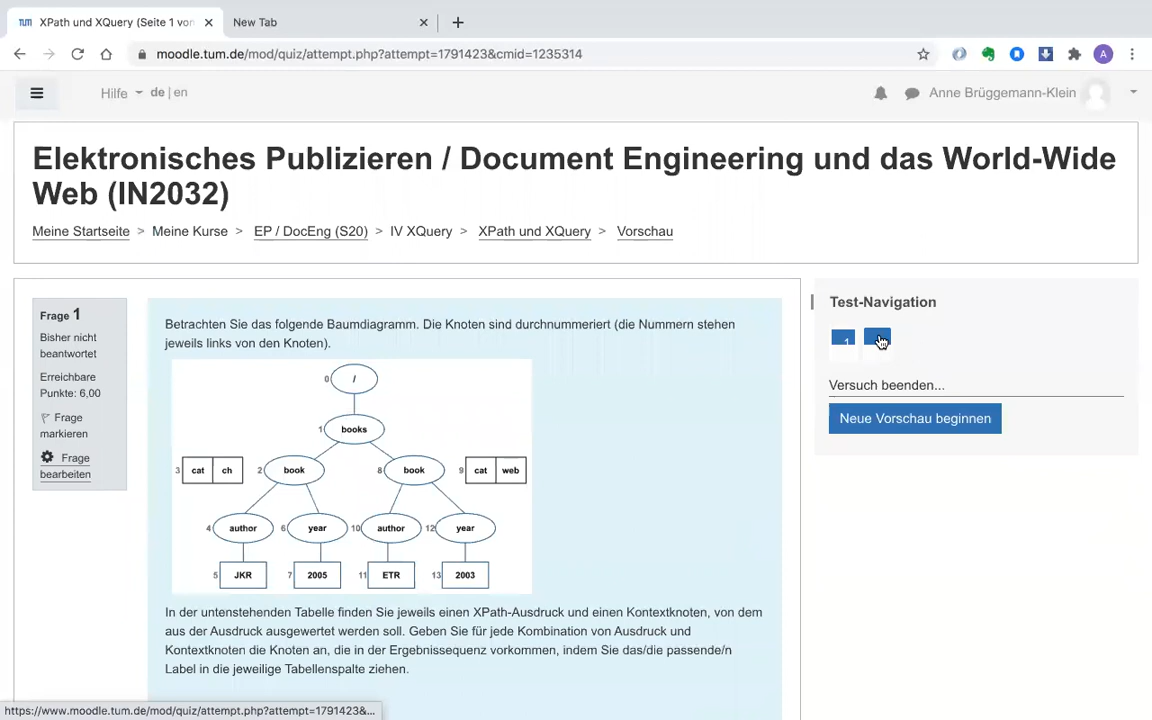 XPath und XQuery (Seite 1 von
New Tab
moodle.tum.de/mod/quiz/attempt.php?attempt=1791423&cmid=1235314
A
Hilfe de | en
Anne Brüggemann-Klein
Elektronisches Publizieren / Document Engineering und das World-Wide
Web (IN2032)
Meine Startseite > Meine Kurse > EP / DocEng (S20) > IV XQuery > XPath und XQuery > Vorschau
Frage 1
Bisher nicht
beantwortet
Erreichbare
Punkte: 6,00
Frage
markieren
Frage
bearbeiten
Betrachten Sie das folgende Baumdiagramm. Die Knoten sind durchnummeriert (die Nummern stehen
jeweils links von den Knoten).
0 /
1 books
3 cat ch 2 book 8 book 9 cat web
4 author 6 year 10 author 12 year
5 JKR 7 2005 11 ETR 13 2003
In der untenstehenden Tabelle finden Sie jeweils einen XPath-Ausdruck und einen Kontextknoten, von dem
aus der Ausdruck ausgewertet werden soll. Geben Sie für jede Kombination von Ausdruck und
Kontextknoten die Knoten an, die in der Ergebnissequenz vorkommen, indem Sie das/die passende/n
Label in die jeweilige Tabellenspalte ziehen.
Test-Navigation
1
Versuch beenden...
Neue Vorschau beginnen
https://www.moodle.tum.de/mod/quiz/attempt.php?attempt=1791423&...